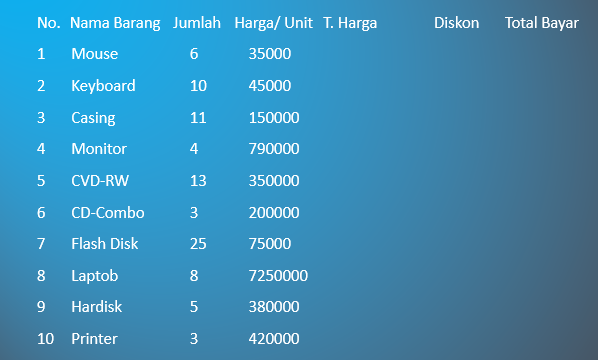 No. Nama Barang Jumlah Harga/ Unit T. Harga Diskon Total Bayar
1 Mouse 6 35000
2 Keyboard 10 45000
3 Casing 11 150000
4 Monitor 4 790000
5 CVD-RW 13 350000
6 CD-Combo 3 200000
7 Flash Disk 25 75000
8 Laptob 8 7250000
9 Hardisk 5 380000
10 Printer 3 420000